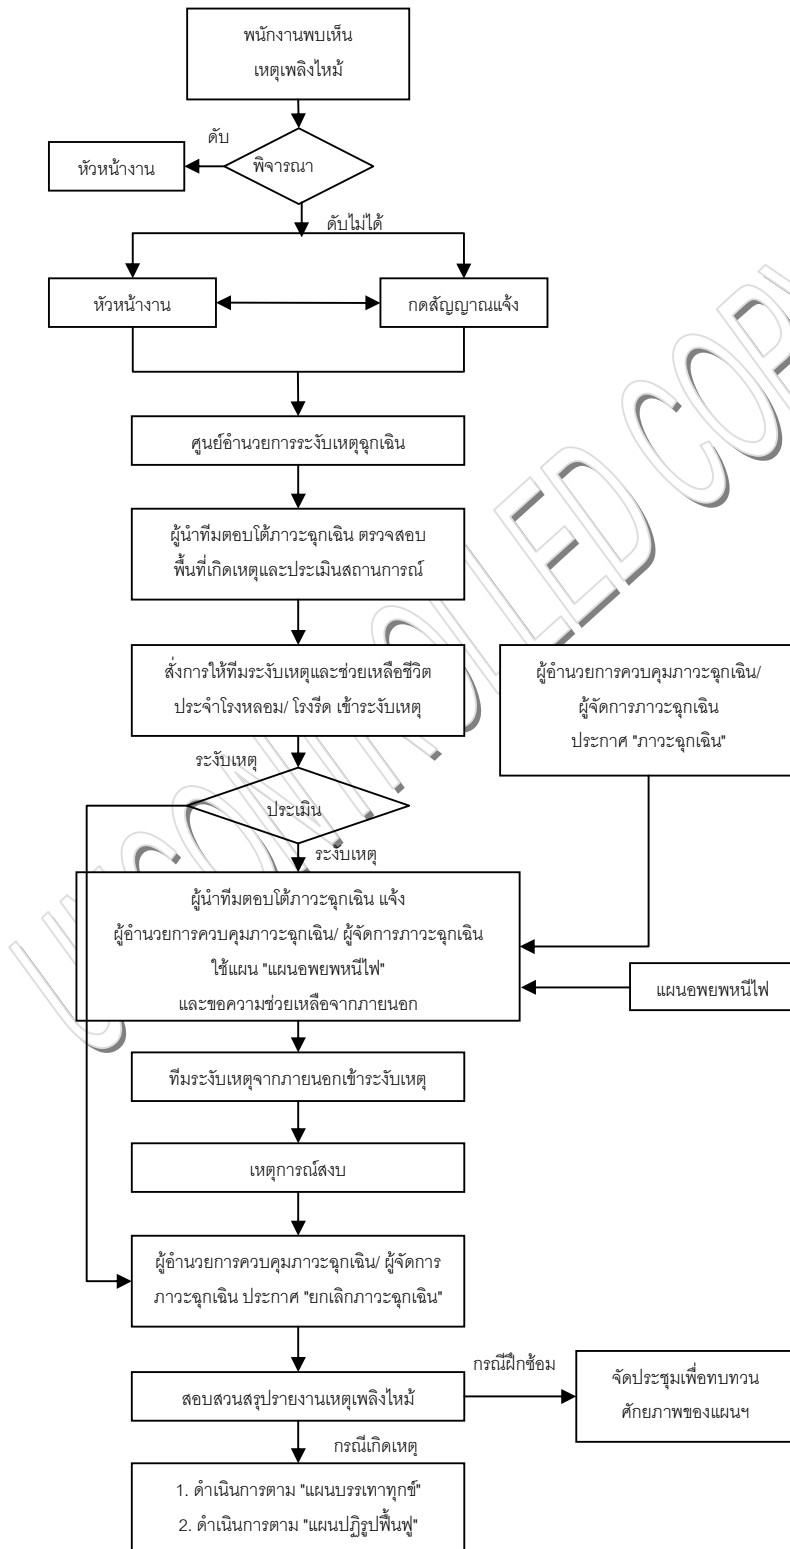 พนักงานพบเห็น
เหตุเพลิงไหม้
ดับ
หัวหน้างาน
พิจารณา
ดับไม่ได้
หัวหน้างาน
กดสัญญาณแจ้ง
ศูนย์อำนวยการระงับเหตุฉุกเฉิน
ผู้นำทีมตอบโต้ภาวะฉุกเฉิน ตรวจสอบ
พื้นที่เกิดเหตุและประเมินสถานการณ์
สั่งการให้ทีมระงับเหตุและช่วยเหลือชีวิต
ประจำโรงหลอม/ โรงรีด เข้าระงับเหตุ
ผู้อำนวยการควบคุมภาวะฉุกเฉิน/
ผู้จัดการภาวะฉุกเฉิน
ประกาศ "ภาวะฉุกเฉิน"
ระงับเหตุ
ประเมิน
ระงับเหตุ
ผู้นำทีมตอบโต้ภาวะฉุกเฉิน แจ้ง
ผู้อำนวยการควบคุมภาวะฉุกเฉิน/ ผู้จัดการภาวะฉุกเฉิน
ใช้แผน "แผนอพยพหนีไฟ"
และขอความช่วยเหลือจากภายนอก
แผนอพยพหนีไฟ
ทีมระงับเหตุจากภายนอกเข้าระงับเหตุ
เหตุการณ์สงบ
ผู้อำนวยการควบคุมภาวะฉุกเฉิน/ ผู้จัดการ
ภาวะฉุกเฉิน ประกาศ "ยกเลิกภาวะฉุกเฉิน"
กรณีฝึกซ้อม
สอบสวนสรุปรายงานเหตุเพลิงไหม้
จัดประชุมเพื่อทบทวน
ศักยภาพของแผนฯ
กรณีเกิดเหตุ
1. ดำเนินการตาม "แผนบรรเทาทุกข์"
2. ดำเนินการตาม "แผนปฏิรูปฟื้นฟู"
UNCONTROLLED COPY